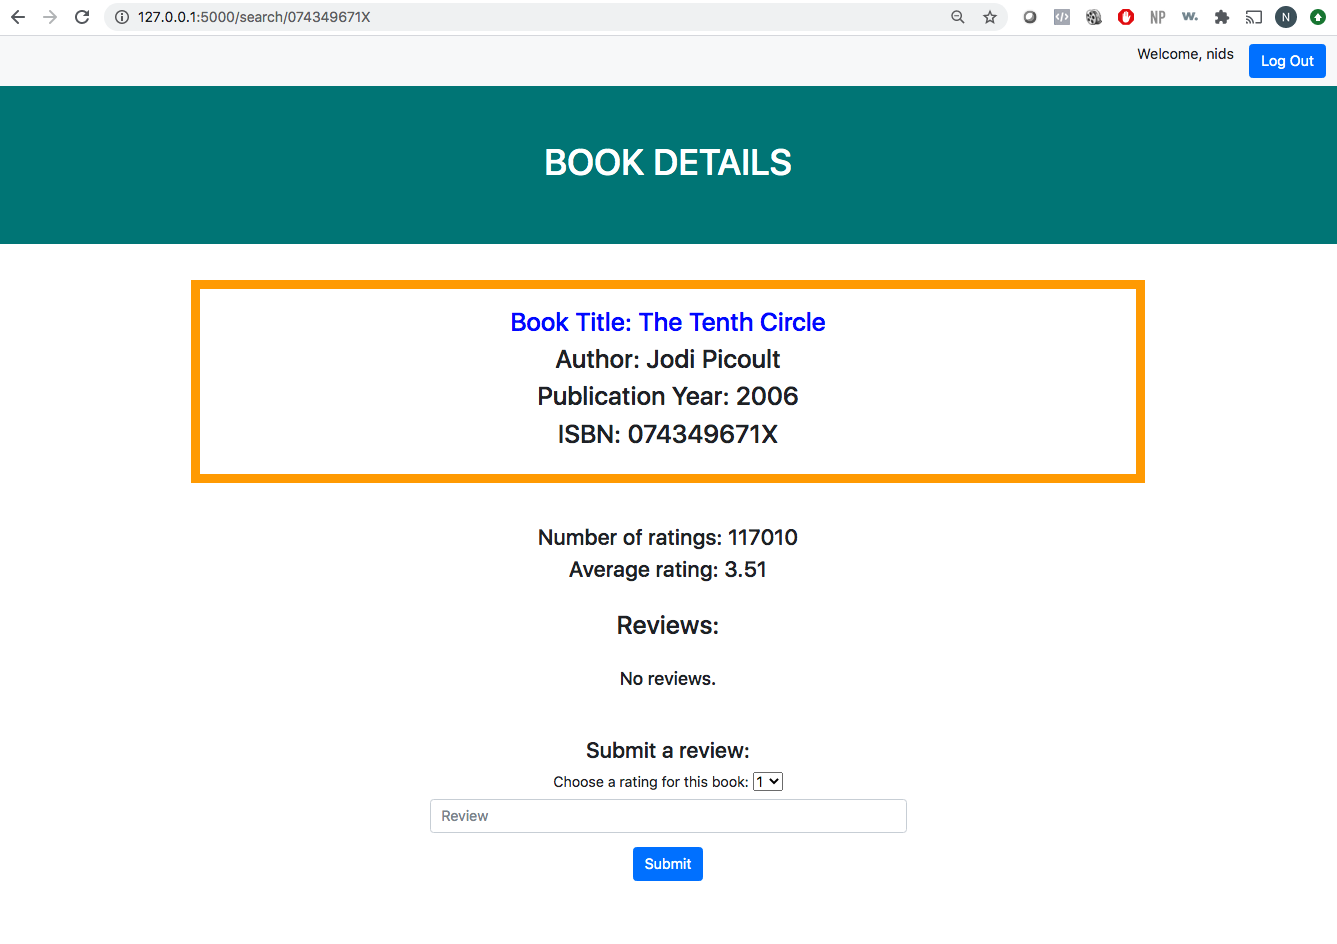 127.0.0.1:5000/search/074349671X
NP
w.
N
Welcome, nids
Log Out
BOOK DETAILS
Book Title: The Tenth Circle
Author: Jodi Picoult
Publication Year: 2006
ISBN: 074349671X
Number of ratings: 117010
Average rating: 3.51
Reviews:
No reviews.
Submit a review:
Choose a rating for this book: 1
Review
Submit